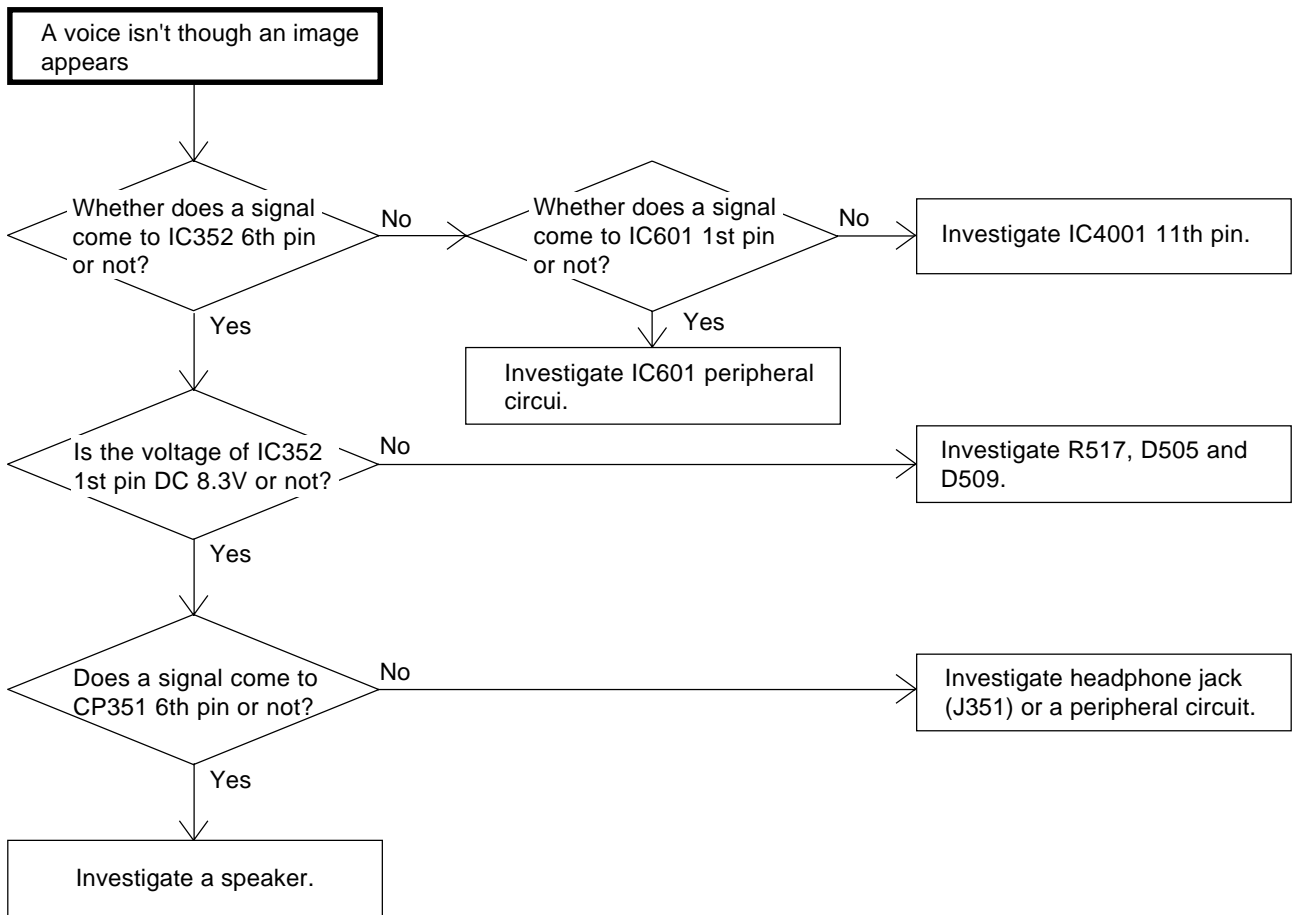 A voice isn't though an image
appears
Whether does a signal
come to IC352 6th pin
or not?
No
Whether does a signal
come to IC601 1st pin
or not?
No
Investigate IC4001 11th pin.
Yes
Yes
Investigate IC601 peripheral
circui.
Is the voltage of IC352
1st pin DC 8.3V or not?
No
Investigate R517, D505 and
D509.
Yes
Does a signal come to
CP351 6th pin or not?
No
Investigate headphone jack
(J351) or a peripheral circuit.
Yes
Investigate a speaker.